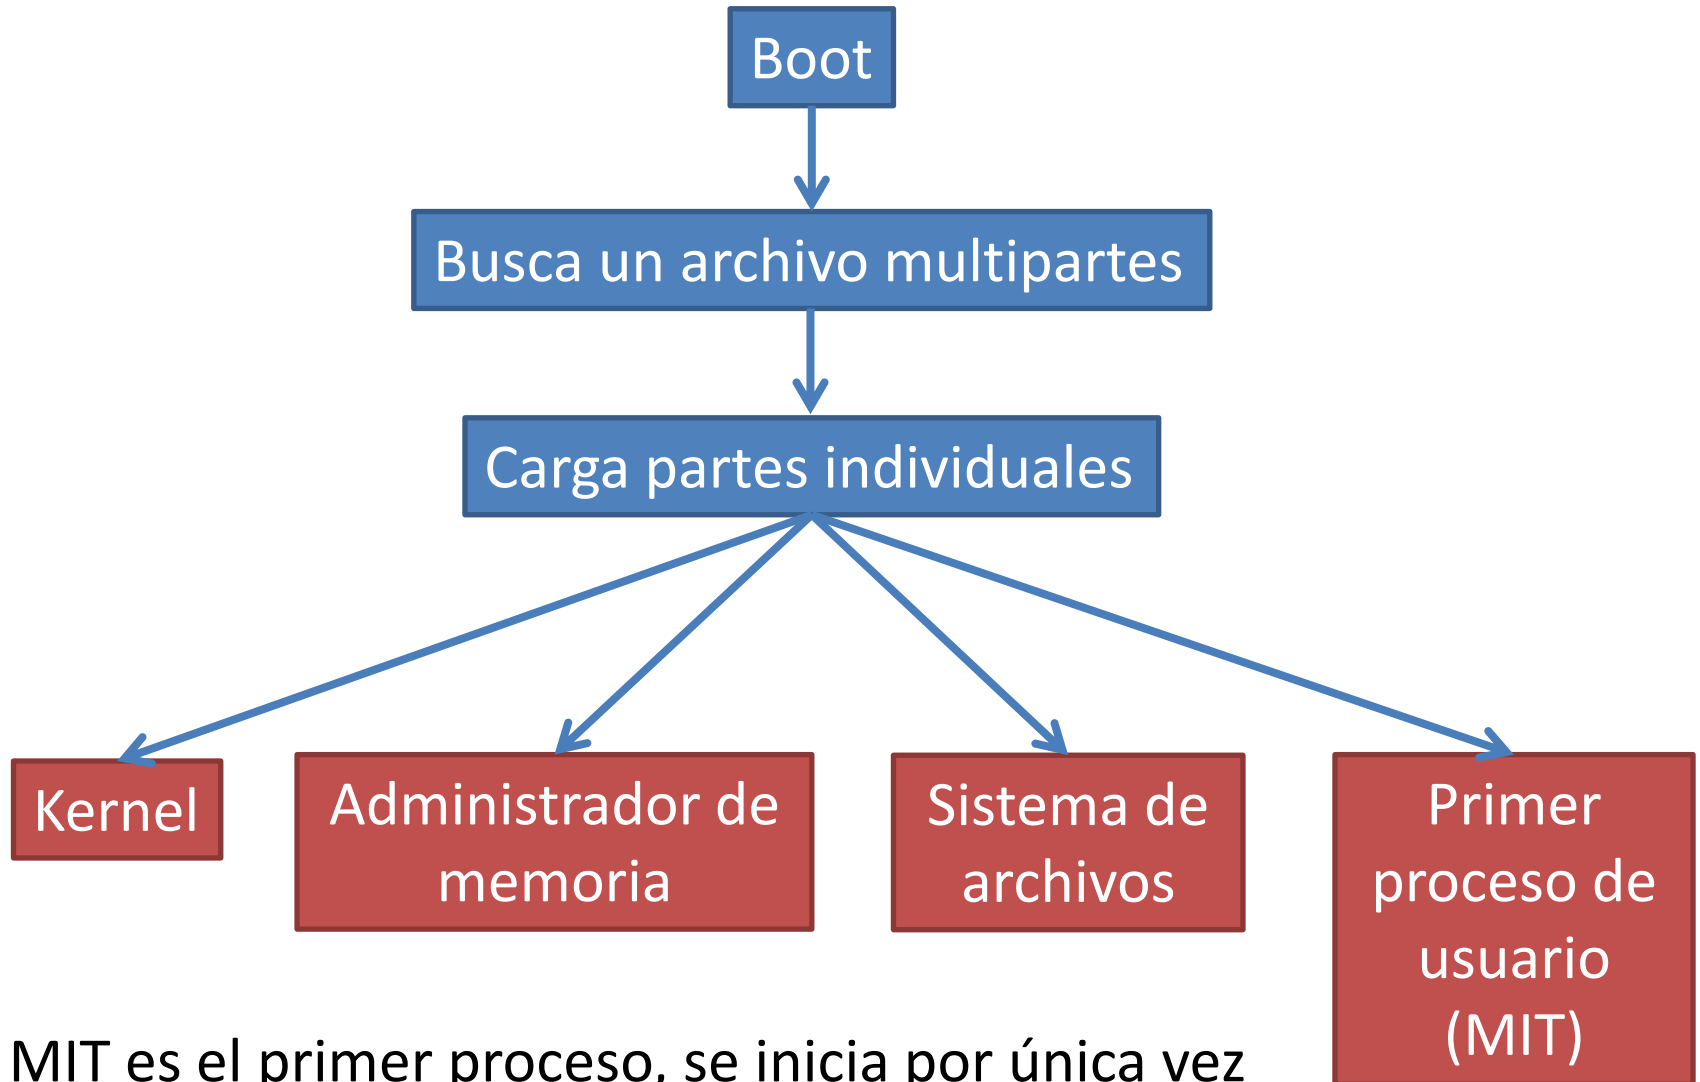 Boot
Busca un archivo multipartes
Carga partes individuales
Kernel
Administrador de
memoria
Sistema de
archivos
Primer
proceso de
usuario
(MIT)
MIT es el primer proceso, se inicia por única vez